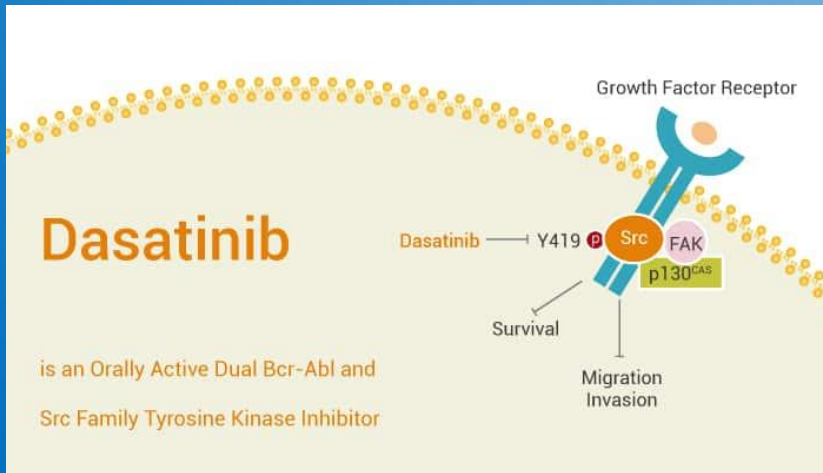 Growth Factor Receptor
Dasatinib
Dasatinib
Y419
p
Src
FAK
p130CAS
Survival
Migration
Invasion
is an Orally Active Dual Bcr-Abl and
Src Family Tyrosine Kinase Inhibitor